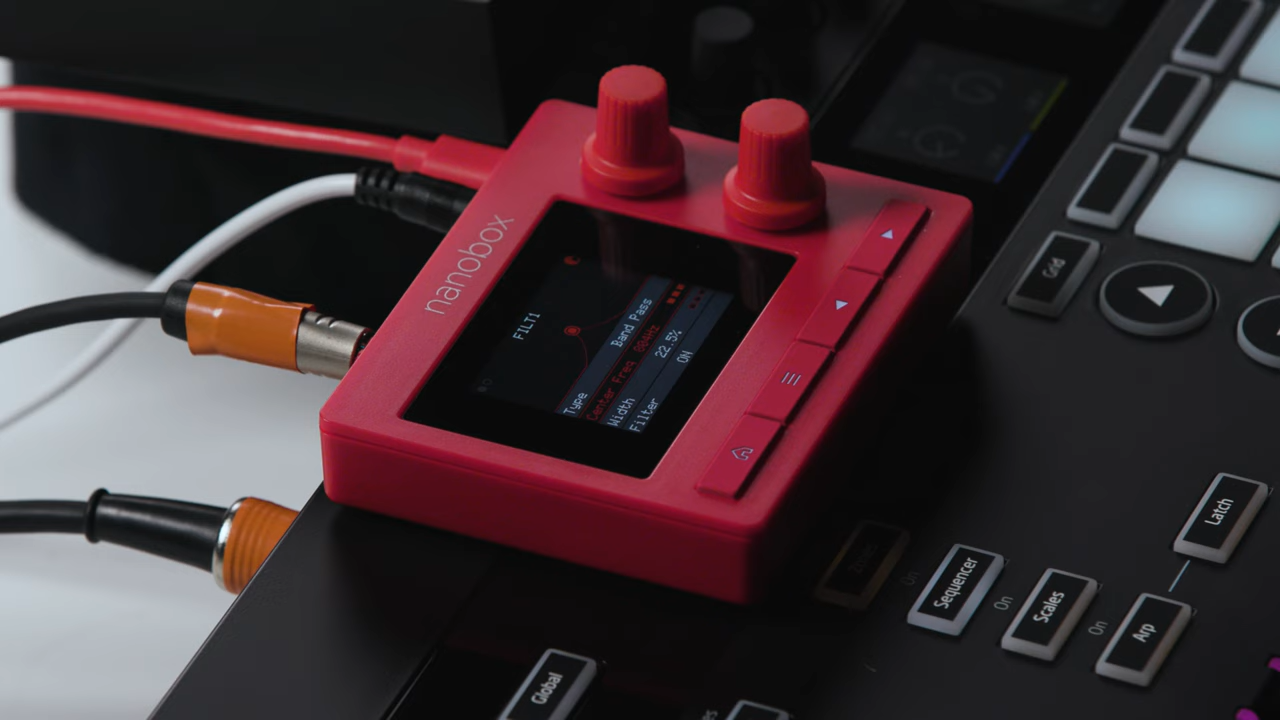 nanobox
FILT1
Type Band Pass
Center Freq 804Hz
Width 22.5%
Filter ON
Grid
Latch
Sequencer
On
Scales
On
Arp
Global